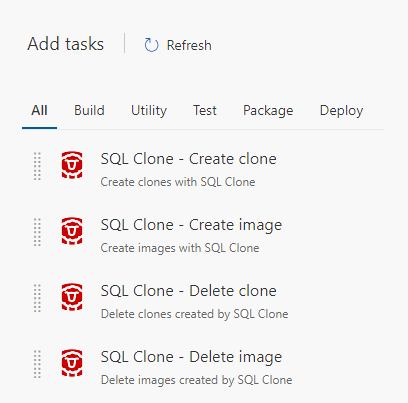 Add tasks
Refresh
All Build Utility Test Package Deploy
SQL Clone - Create clone
Create clones with SQL Clone
SQL Clone - Create image
Create images with SQL Clone
SQL Clone - Delete clone
Delete clones created by SQL Clone
SQL Clone - Delete image
Delete images created by SQL Clone